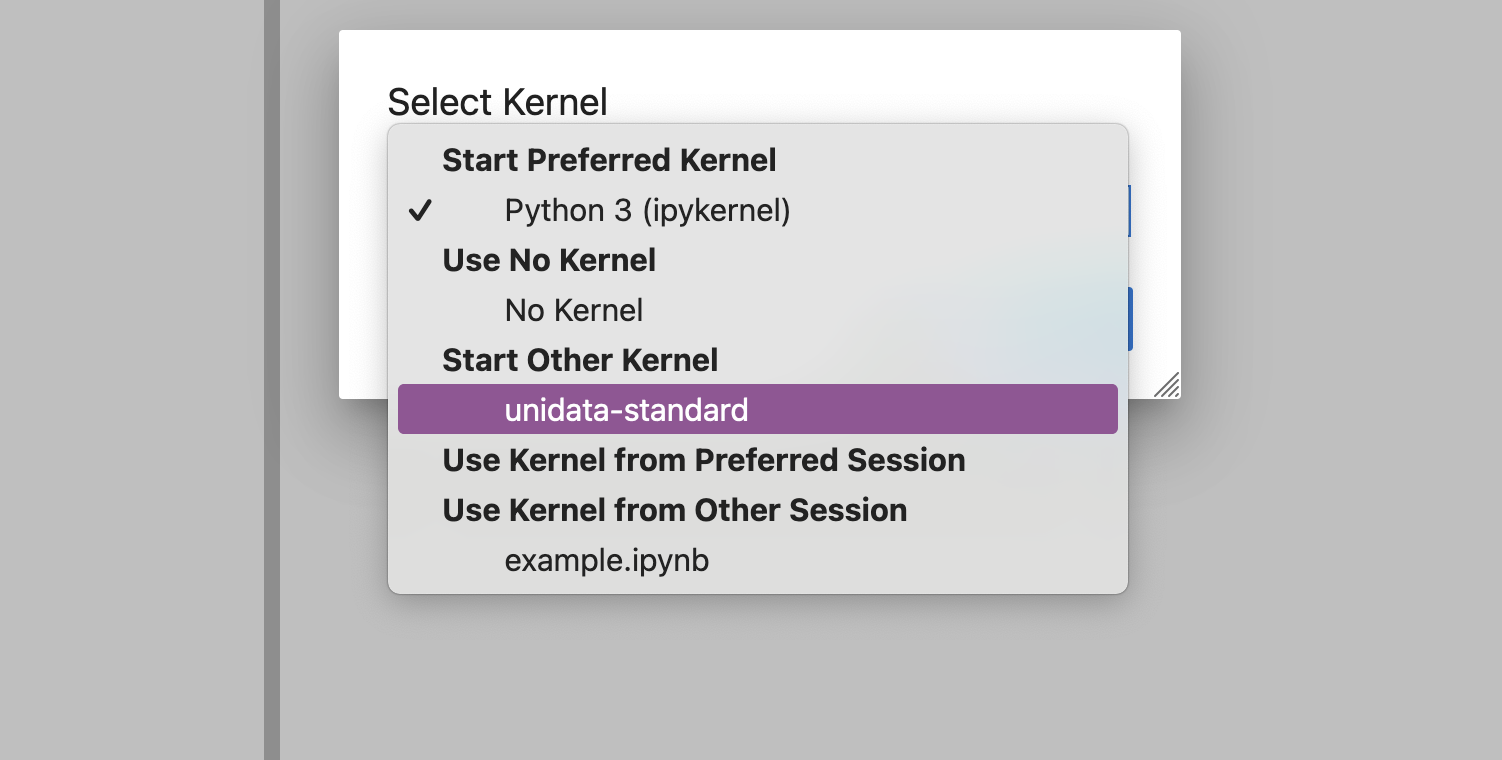 Select Kernel
Start Preferred Kernel
✓ Python 3 (ipykernel)
Use No Kernel
No Kernel
Start Other Kernel
unidata-standard
Use Kernel from Preferred Session
Use Kernel from Other Session
example.ipynb